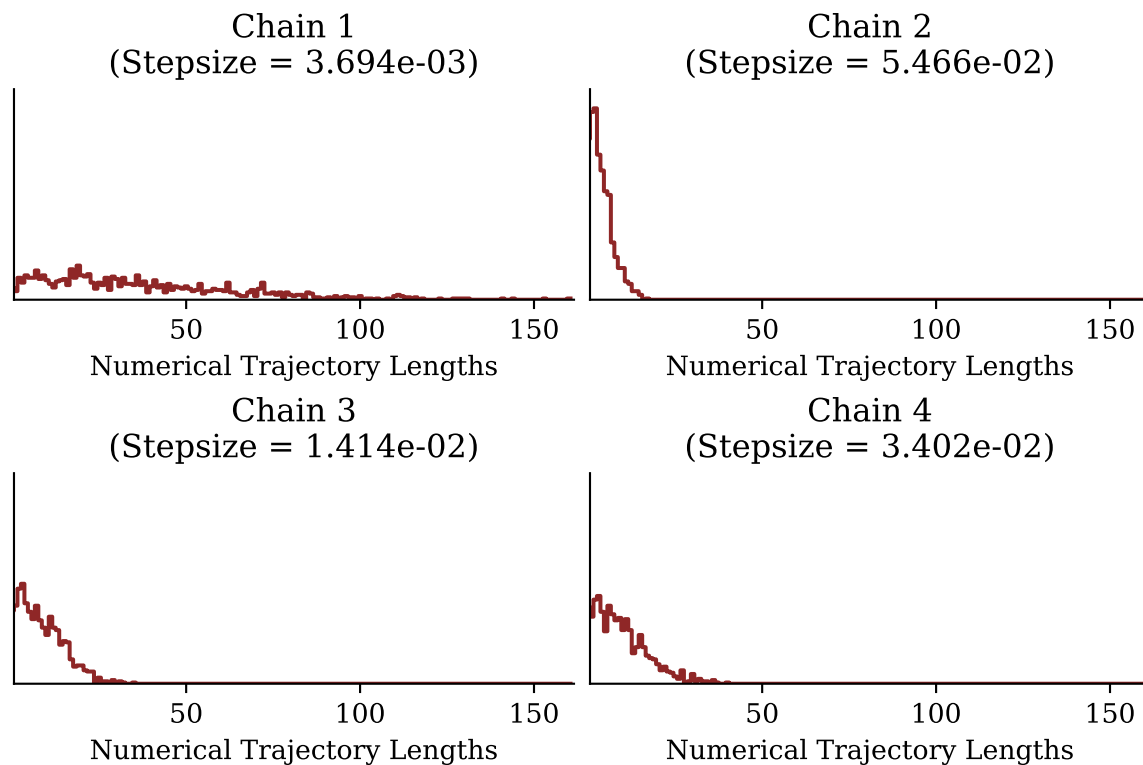 Chain 1
(Stepsize = 3.694e-03)
50
100
150
Numerical Trajectory Lengths
Chain 2
(Stepsize = 5.466e-02)
50
100
150
Numerical Trajectory Lengths
Chain 3
(Stepsize = 1.414e-02)
50
100
150
Numerical Trajectory Lengths
Chain 4
(Stepsize = 3.402e-02)
50
100
150
Numerical Trajectory Lengths